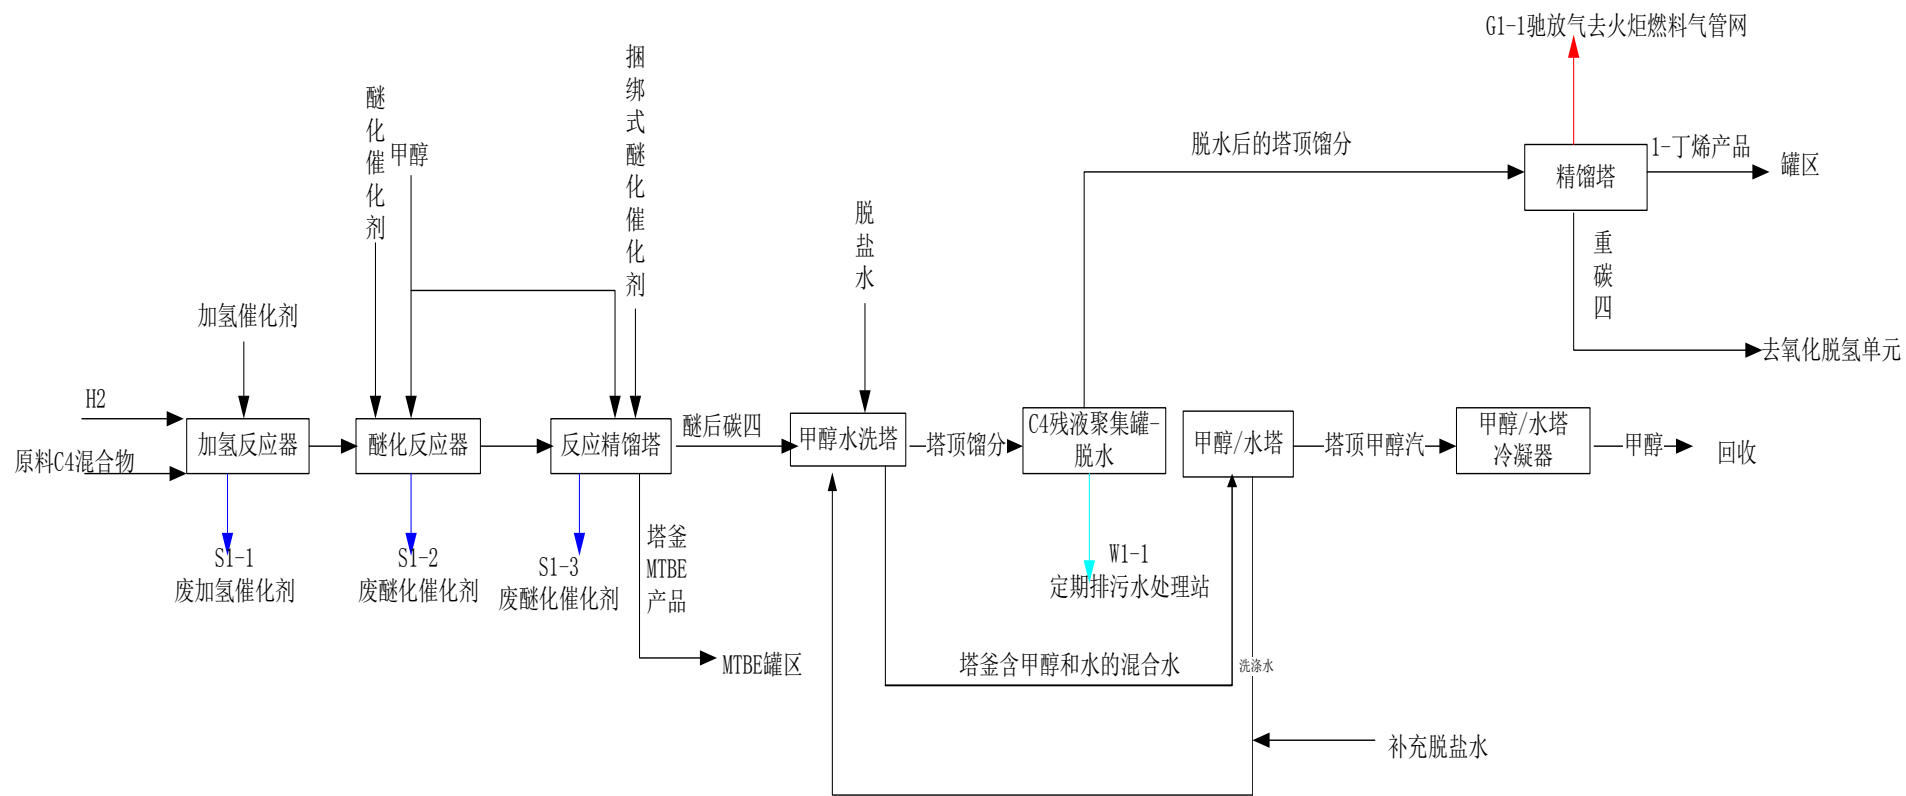 G1-1驰放气去火炬燃料气管网
捆绑式醚化催化剂
醚化催化剂
甲醇
脱水后的塔顶馏分
1-丁烯产品
罐区
精馏塔
脱盐水
重碳四
加氢催化剂
去氧化脱氢单元
H2
原料C4混合物
加氢反应器
醚化反应器
反应精馏塔
醚后碳四
甲醇水洗塔
塔顶馏分
C4残液聚集罐-
脱水
甲醇/水塔
塔顶甲醇汽
甲醇/水塔
冷凝器
甲醇
回收
S1-1
废加氢催化剂
S1-2
废醚化催化剂
S1-3
废醚化催化剂
塔釜
MTBE
产品
W1-1
定期排污水处理站
MTBE罐区
塔釜含甲醇和水的混合水
洗涤水
补充脱盐水